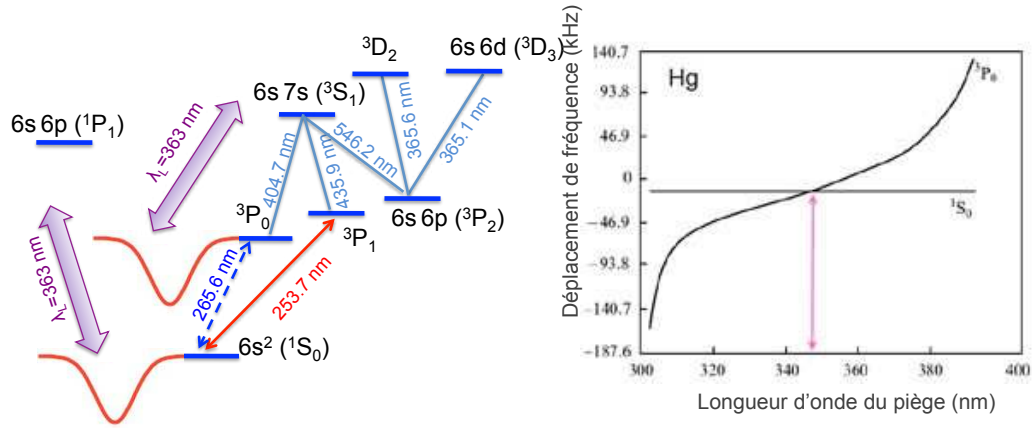 6s 6p (¹P₁)
λL=363 nm
λL=363 nm
6s 7s (³S₁)
³D₂
6s 6d (³D₃)
404.7 nm
435.9 nm
546.2 nm
365.6 nm
365.1 nm
³P₀
³P₁
6s 6p (³P₂)
265.6 nm
253.7 nm
6s² (¹S₀)
Déplacement de fréquence (kHz)
140.7
93.8
46.9
0
−46.9
−93.8
−140.7
−187.6
Hg
³P₀
¹S₀
300
320
340
360
380
400
Longueur d’onde du piège (nm)